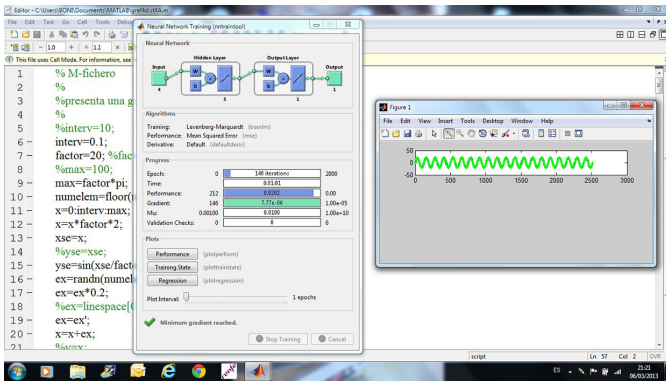 Editor - C:\Users\BONI\Documents\MATLAB\grafildistXA.m
File Edit Text Go Cell Tools Debug
- 1.0 + ÷ 1.1 ×
This file uses Cell Mode. For information, see
1 % M-fichero
2 %
3 %presenta una g
4 %
5 %interv=10;
6 - interv=0.1;
7 - factor=20; %fac
8 %max=100;
9 - max=factor*pi;
10 - numelem=floor(n
11 - x=0:interv:max;
12 - x=x*factor*2;
13 - xse=x;
14 %yse=xse;
15 - yse=sin(xse/fact
16 - ex=randn(numel
17 - ex=ex*0.2;
18 %ex=linespace[(
19 - ex=ex';
20 - x=x+ex;
21 %y=x;
Neural Network Training (nntraintool)
Neural Network
Hidden Layer Output Layer
Input Output
W W
+ +
b b
4 3 1 1
Algorithms
Training: Levenberg-Marquardt (trainlm)
Performance: Mean Squared Error (mse)
Derivative: Default (defaultderiv)
Progress
Epoch: 0 140 iterations 2000
Time: 0:01:01
Performance: 212 0.0202 0.00
Gradient: 146 7.77e-06 1.00e-05
Mu: 0.00100 0.0100 1.00e+10
Validation Checks: 0 0 6
Plots
Performance (plotperform)
Training State (plottrainstate)
Regression (plotregression)
Plot Interval: 1 epochs
Minimum gradient reached.
Stop Training Cancel
Figure 1
File Edit View Insert Tools Desktop Window Help
50
0
-50
0 500 1000 1500 2000 2500 3000
script Ln 57 Col 2 OVR
ES 21:21
06/03/2013